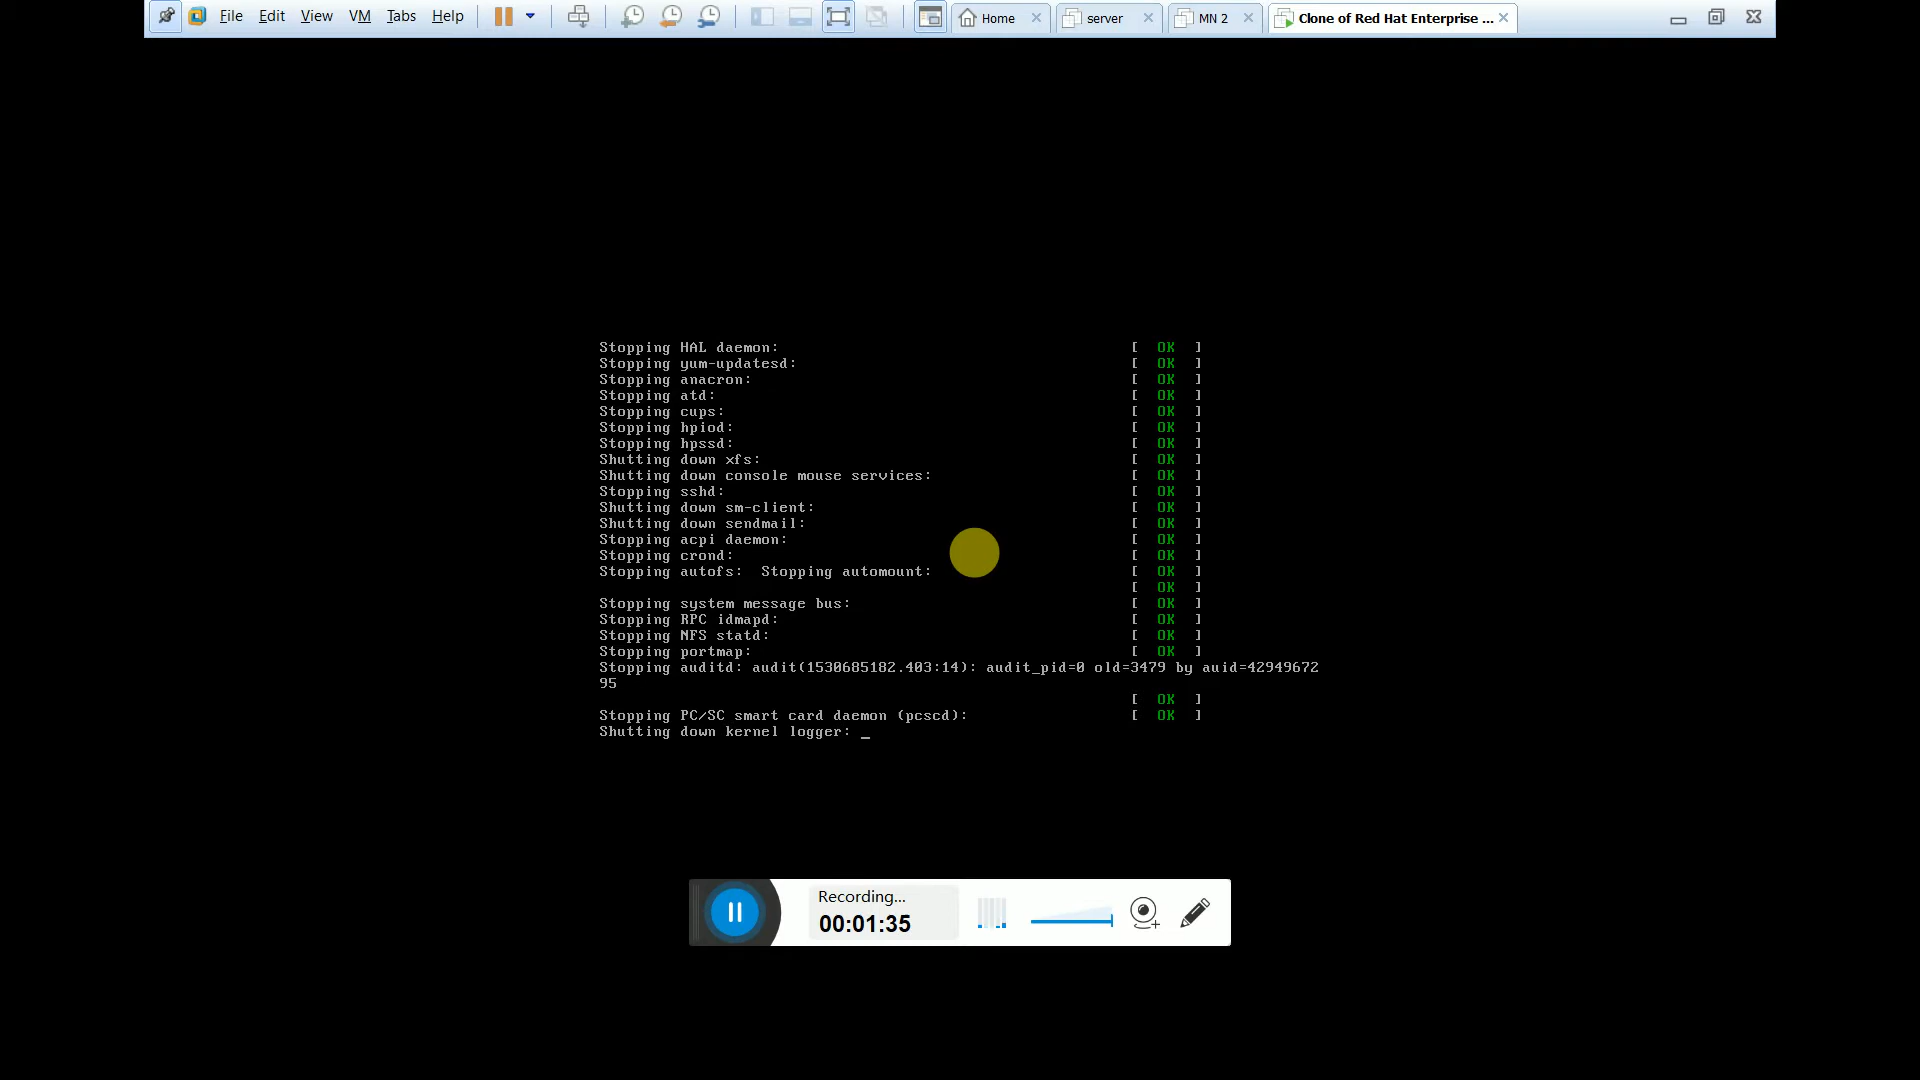 File Edit View VM Tabs Help Home server MN 2 Clone of Red Hat Enterprise ...
Stopping HAL daemon: [ OK ]
Stopping yum-updatesd: [ OK ]
Stopping anacron: [ OK ]
Stopping atd: [ OK ]
Stopping cups: [ OK ]
Stopping hpiod: [ OK ]
Stopping hpssd: [ OK ]
Shutting down xfs: [ OK ]
Shutting down console mouse services: [ OK ]
Stopping sshd: [ OK ]
Shutting down sm-client: [ OK ]
Shutting down sendmail: [ OK ]
Stopping acpi daemon: [ OK ]
Stopping crond: [ OK ]
Stopping autofs:  Stopping automount: [ OK ]
[ OK ]
Stopping system message bus: [ OK ]
Stopping RPC idmapd: [ OK ]
Stopping NFS statd: [ OK ]
Stopping portmap: [ OK ]
Stopping auditd: audit(1530685182.403:14): audit_pid=0 old=3479 by auid=42949672
95
[ OK ]
Stopping PC/SC smart card daemon (pcscd): [ OK ]
Shutting down kernel logger: _
Recording...
00:01:35